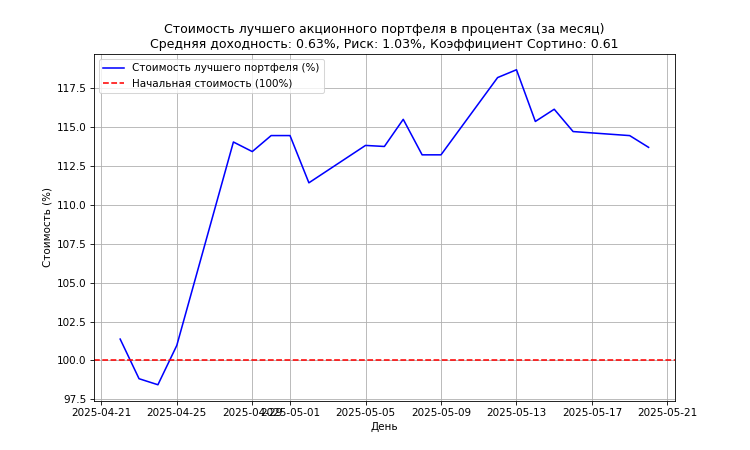 Стоимость лучшего акционного портфеля в процентах (за месяц)
Средняя доходность: 0.63%, Риск: 1.03%, Коэффициент Сортино: 0.61
Стоимость лучшего портфеля (%)
Начальная стоимость (100%)
Стоимость (%)
117.5
115.0
112.5
110.0
107.5
105.0
102.5
100.0
97.5
2025-04-21 2025-04-25 2025-04-29 2025-05-01 2025-05-05 2025-05-09 2025-05-13 2025-05-17 2025-05-21
День